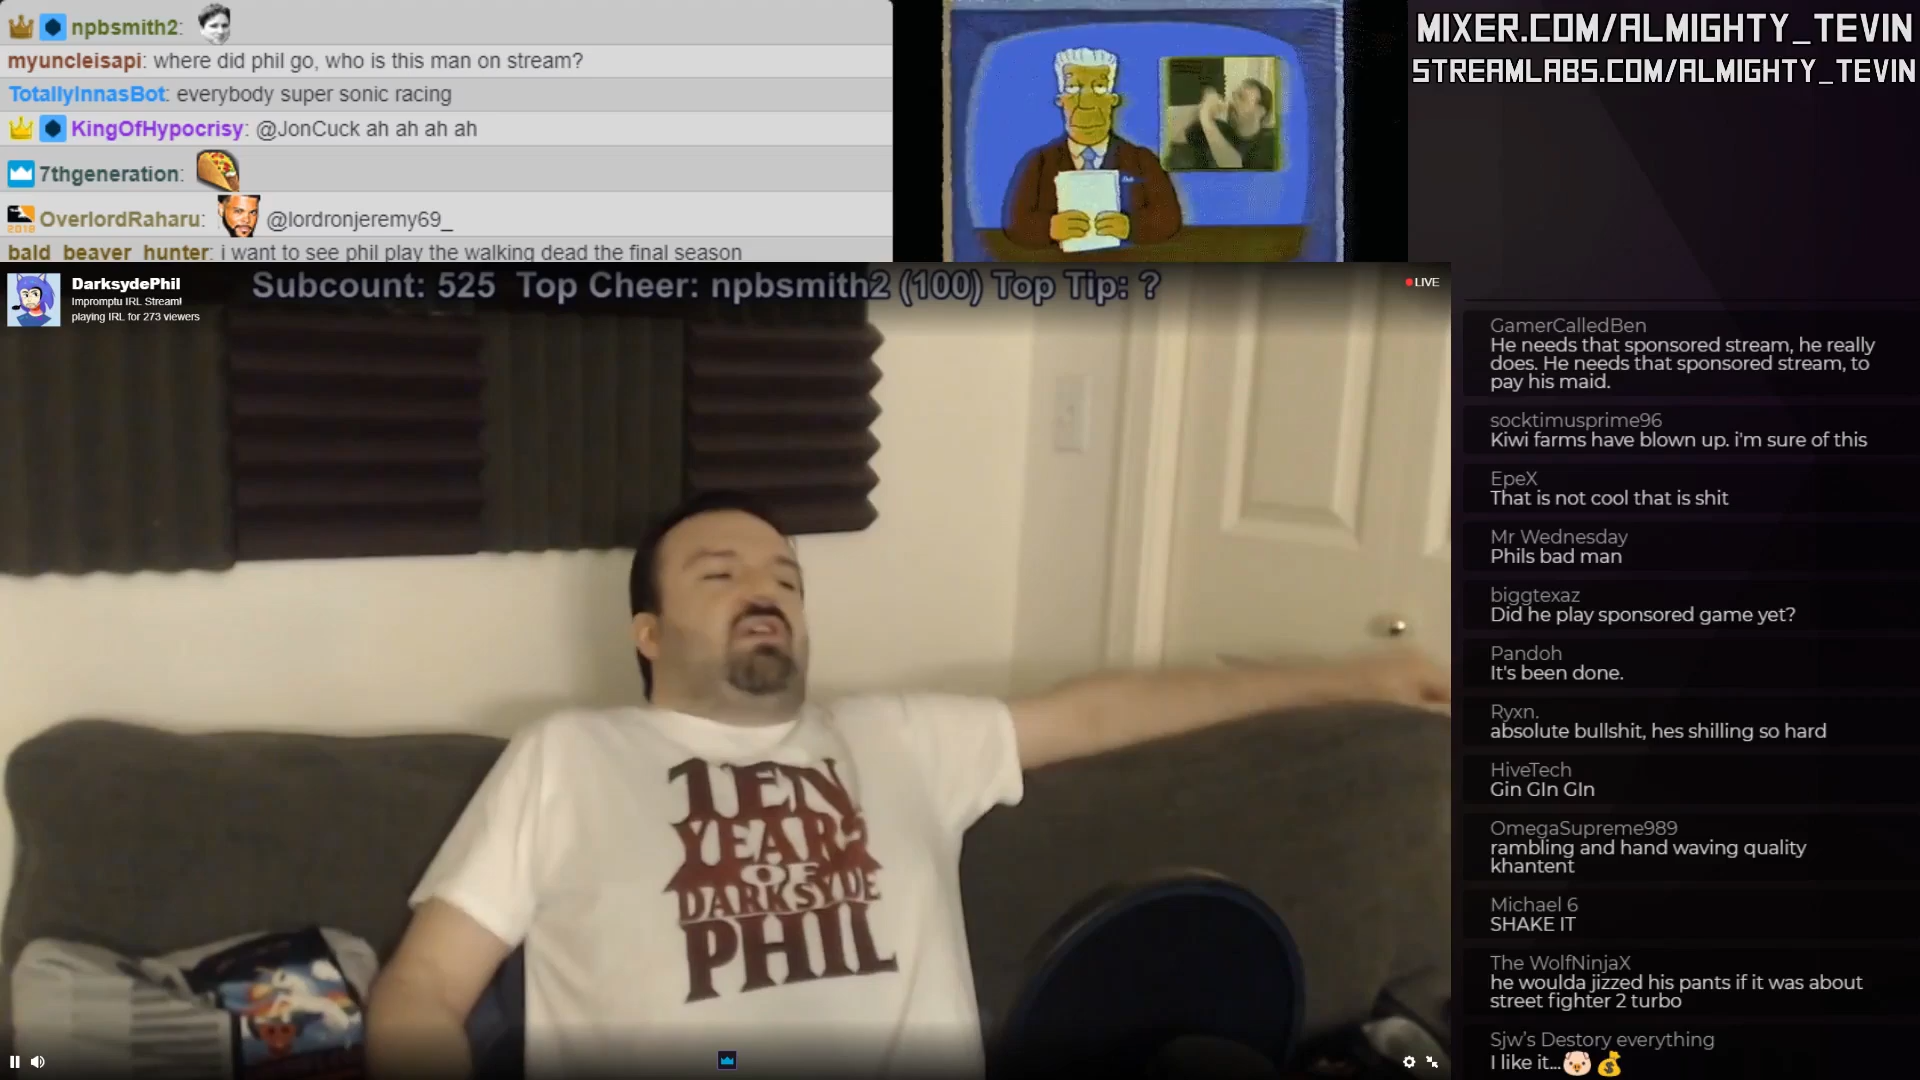 npbsmith2:
myuncleisapi: where did phil go, who is this man on stream?
TotallyInnasBot: everybody super sonic racing
KingOfHypocrisy: @JonCuck ah ah ah ah
7thgeneration:
2018 OverlordRaharu: @lordronjeremy69_
bald_beaver_hunter: i want to see phil play the walking dead the final season
MIXER.COM/ALMIGHTY_TEVIN
STREAMLABS.COM/ALMIGHTY_TEVIN
DarksydePhil
Impromptu IRL Stream!
playing IRL for 273 viewers
Subcount: 525 Top Cheer: npbsmith2 (100) Top Tip: ?
LIVE
TEN
YEARS
OF
DARKSYDE
PHIL
GamerCalledBen
He needs that sponsored stream, he really
does. He needs that sponsored stream, to
pay his maid.
socktimusprime96
Kiwi farms have blown up. i'm sure of this
EpeX
That is not cool that is shit
Mr Wednesday
Phils bad man
biggtexaz
Did he play sponsored game yet?
Pandoh
It's been done.
Ryxn.
absolute bullshit, hes shilling so hard
HiveTech
Gin GIn GIn
OmegaSupreme989
rambling and hand waving quality
khantent
Michael 6
SHAKE IT
The WolfNinjaX
he woulda jizzed his pants if it was about
street fighter 2 turbo
Sjw's Destory everything
I like it...